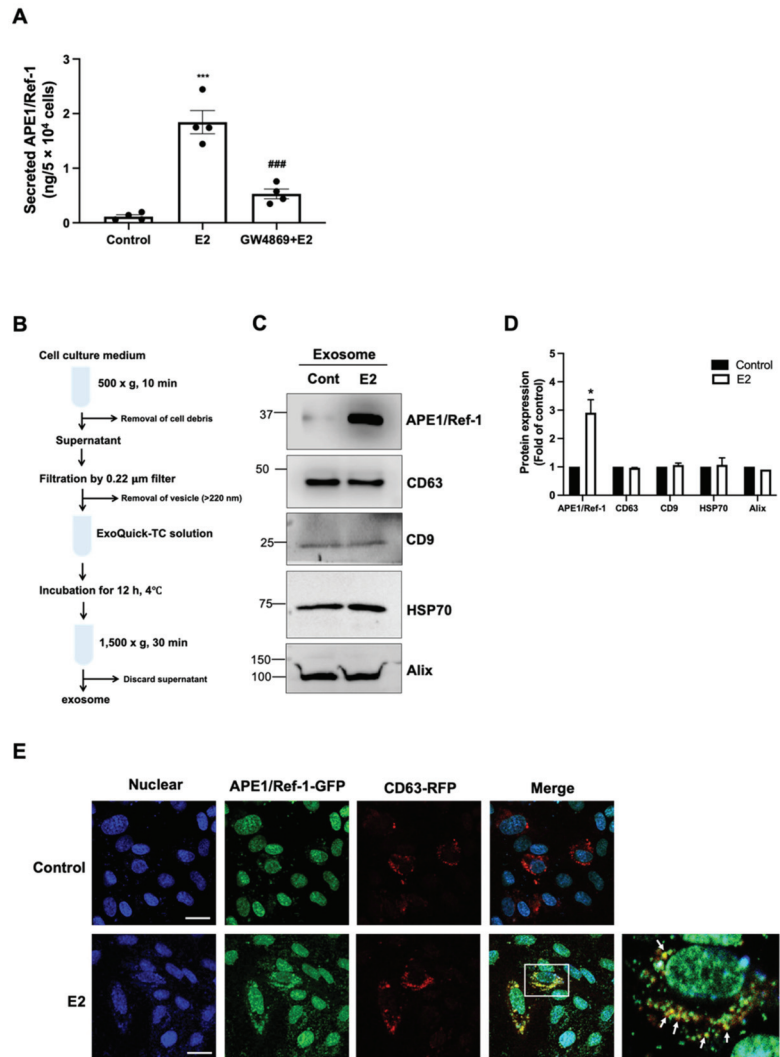 A
Secreted APE1/Ref-1
(ng/5 × 10⁴ cells)
3
2
1
0
***
###
Control
E2
GW4869+E2
B
Cell culture medium
500 x g, 10 min
Removal of cell debris
Supernatant
Filtration by 0.22 μm filter
Removal of vesicle (>220 nm)
ExoQuick-TC solution
Incubation for 12 h, 4℃
1,500 x g, 30 min
Discard supernatant
exosome
C
Exosome
Cont E2
37
APE1/Ref-1
50
CD63
25
CD9
75
HSP70
150
100
Alix
D
Protein expression
(Fold of control)
5
4
3
2
1
0
*
Control
E2
APE1/Ref-1 CD63 CD9 HSP70 Alix
E
Nuclear APE1/Ref-1-GFP CD63-RFP Merge
Control
E2